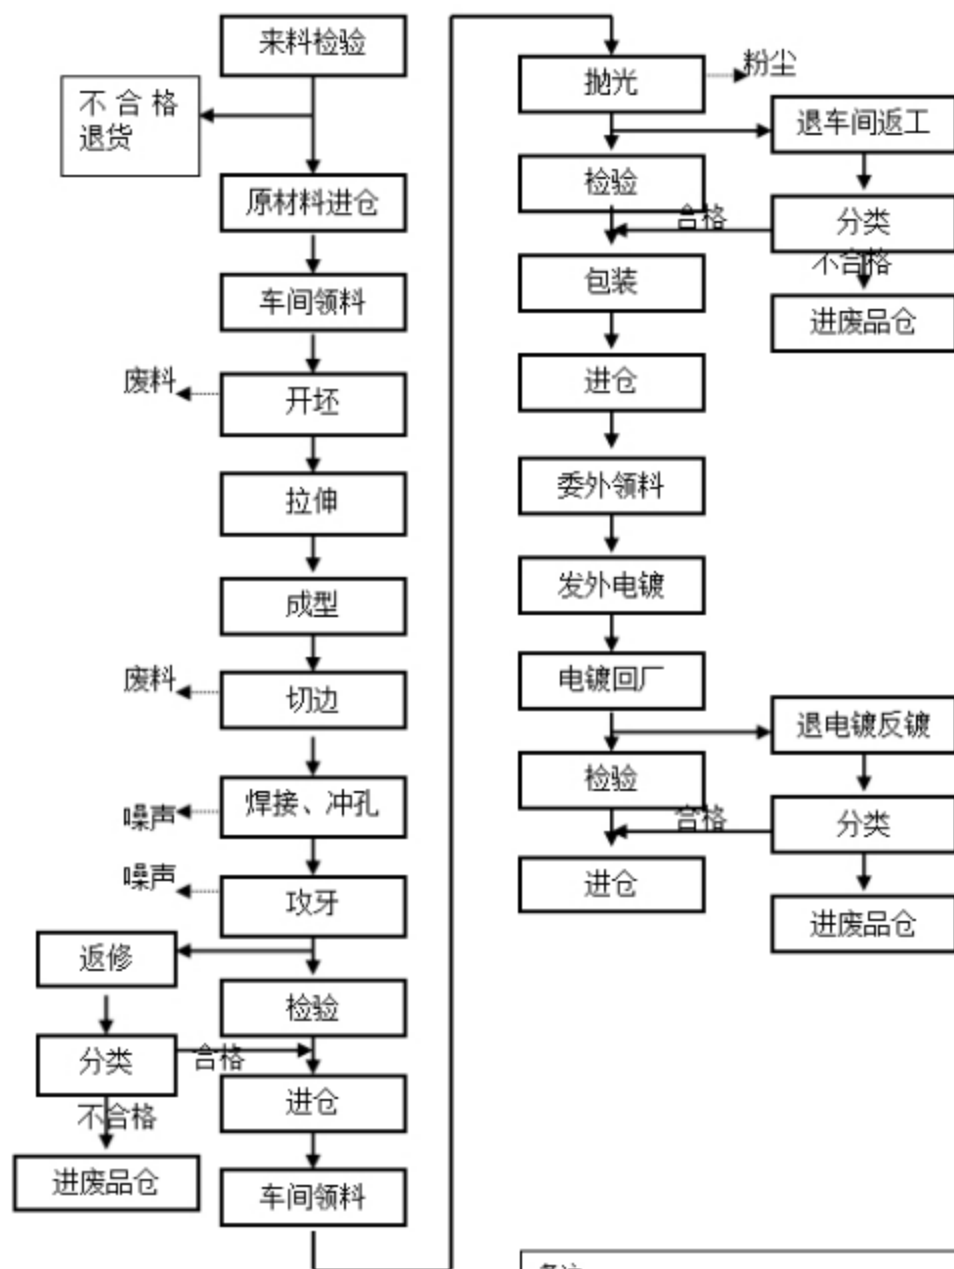 来料检验
不合格
退货
原材料进仓
车间领料
废料
开坯
拉伸
成型
废料
切边
噪声
焊接、冲孔
噪声
攻牙
返修
检验
分类
合格
进仓
不合格
进废品仓
车间领料
抛光
粉尘
退车间返工
检验
合格
分类
不合格
包装
进废品仓
进仓
委外领料
发外电镀
电镀回厂
退电镀反镀
检验
合格
分类
进仓
进废品仓